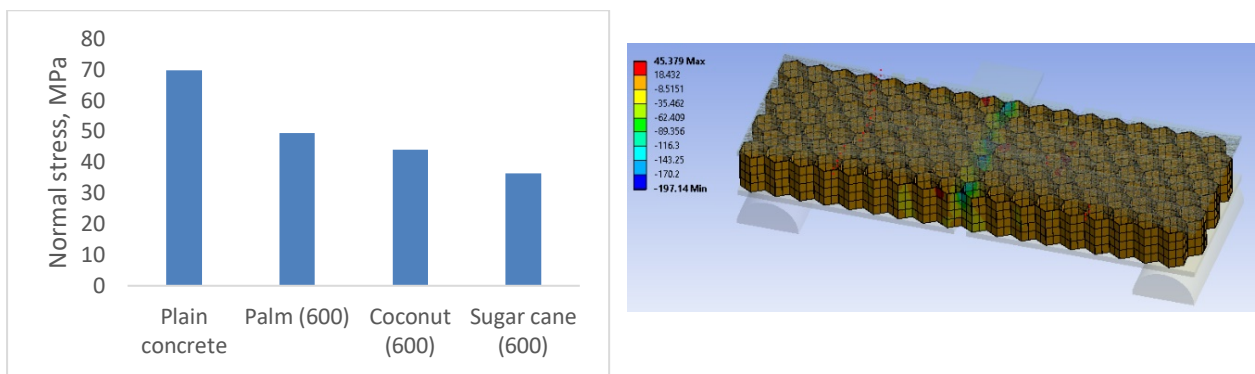 80
70
60
50
40
30
20
10
0
Normal stress, MPa
Plain
concrete
Palm (600)
Coconut
(600)
Sugar cane
(600)
45.379 Max
18.432
-8.5151
-35.462
-62.409
-89.356
-116.3
-143.25
-170.2
-197.14 Min